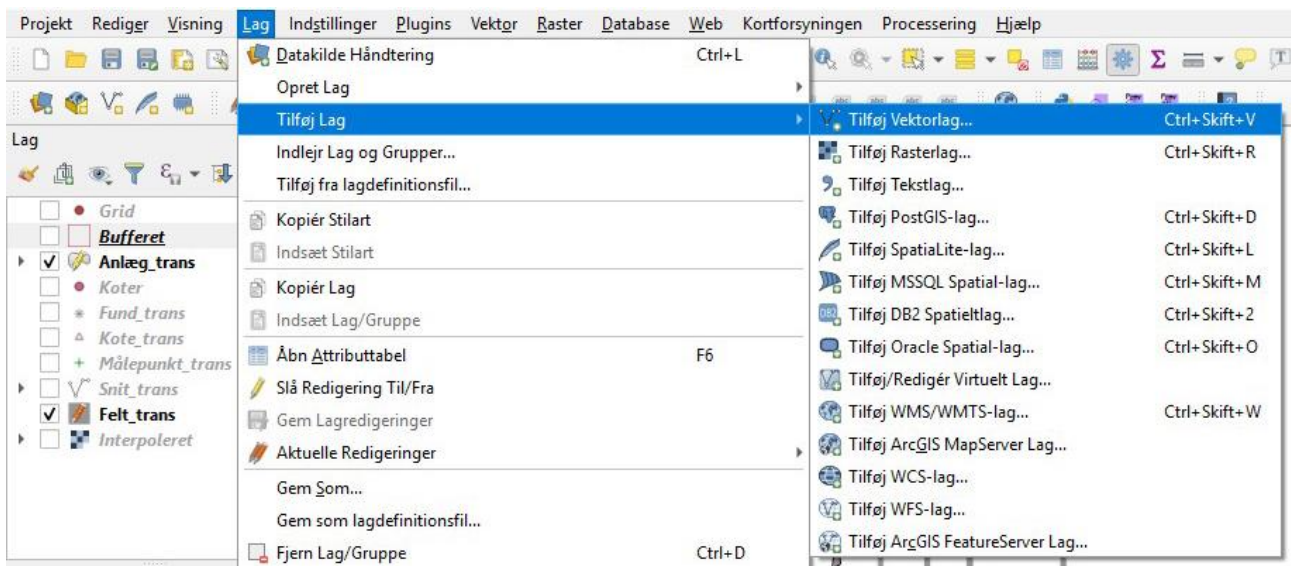 Projekt Rediger Visning Lag Indstillinger Plugins Vektor Raster Database Web Kortforsyningen Processering Hjælp
Lag
Grid
Bufferet
Anlæg_trans
Koter
Fund_trans
Kote_trans
Målepunkt_trans
Snit_trans
Felt_trans
Interpoleret
Datakilde Håndtering Ctrl+L
Opret Lag
Tilføj Lag
Indlejr Lag og Grupper...
Tilføj fra lagdefinitionsfil...
Kopiér Stilart
Indsæt Stilart
Kopiér Lag
Indsæt Lag/Gruppe
Åbn Attributtabel F6
Slå Redigering Til/Fra
Gem Lagredigeringer
Aktuelle Redigeringer
Gem Som...
Gem som lagdefinitionsfil...
Fjern Lag/Gruppe Ctrl+D
Tilføj Vektorlag... Ctrl+Skift+V
Tilføj Rasterlag... Ctrl+Skift+R
Tilføj Tekstlag...
Tilføj PostGIS-lag... Ctrl+Skift+D
Tilføj SpatiaLite-lag... Ctrl+Skift+L
Tilføj MSSQL Spatial-lag... Ctrl+Skift+M
Tilføj DB2 Spatieltlag... Ctrl+Skift+2
Tilføj Oracle Spatial-lag... Ctrl+Skift+O
Tilføj/Redigér Virtuelt Lag...
Tilføj WMS/WMTS-lag... Ctrl+Skift+W
Tilføj ArcGIS MapServer Lag...
Tilføj WCS-lag...
Tilføj WFS-lag...
Tilføj ArcGIS FeatureServer Lag...